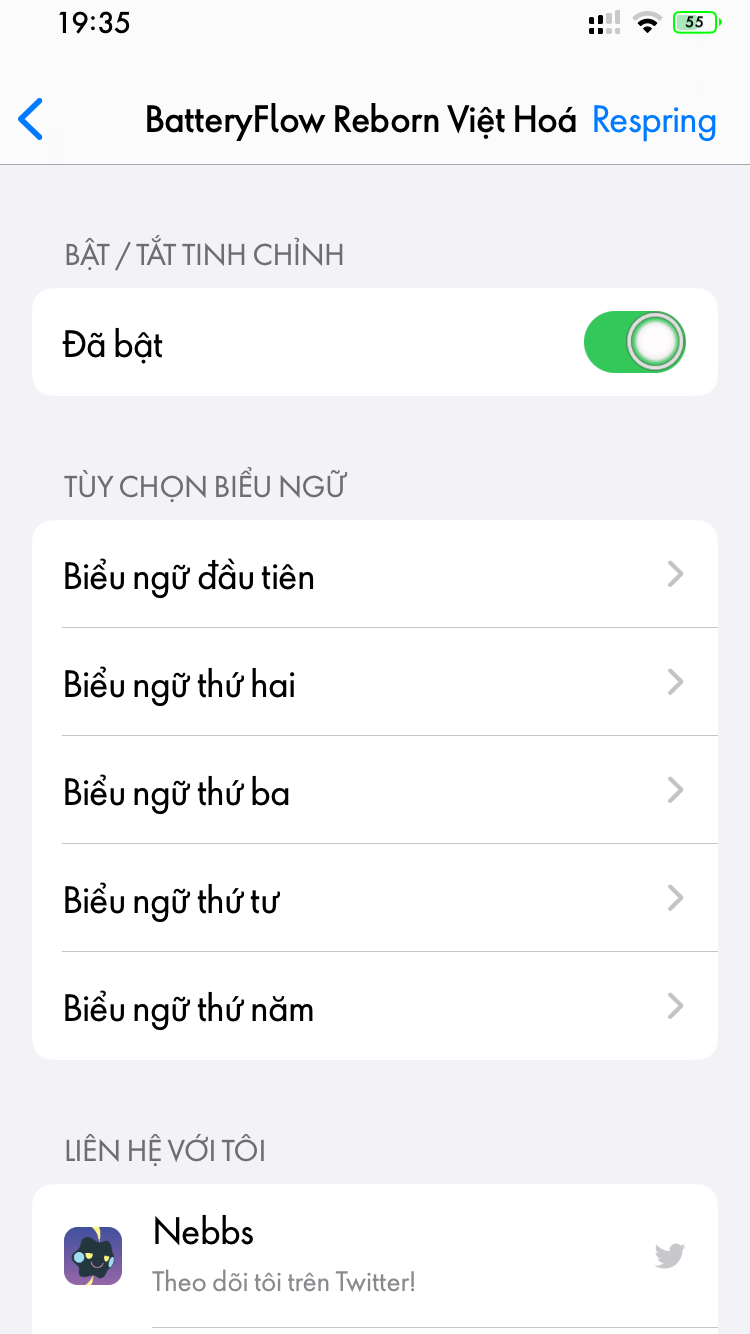 19:35
55
BatteryFlow Reborn Việt Hoá Respring
BẬT / TẮT TINH CHỈNH
Đã bật
TÙY CHỌN BIỂU NGỮ
Biểu ngữ đầu tiên
Biểu ngữ thứ hai
Biểu ngữ thứ ba
Biểu ngữ thứ tư
Biểu ngữ thứ năm
LIÊN HỆ VỚI TÔI
Nebbs
Theo dõi tôi trên Twitter!